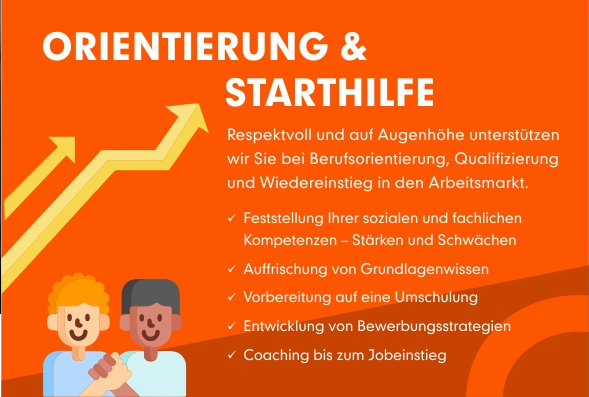 ORIENTIERUNG &
STARTHILFE
Respektvoll und auf Augenhöhe unterstützen
wir Sie bei Berufsorientierung, Qualifizierung
und Wiedereinstieg in den Arbeitsmarkt.
✓ Feststellung Ihrer sozialen und fachlichen
Kompetenzen – Stärken und Schwächen
✓ Auffrischung von Grundlagenwissen
✓ Vorbereitung auf eine Umschulung
✓ Entwicklung von Bewerbungsstrategien
✓ Coaching bis zum Jobeinstieg